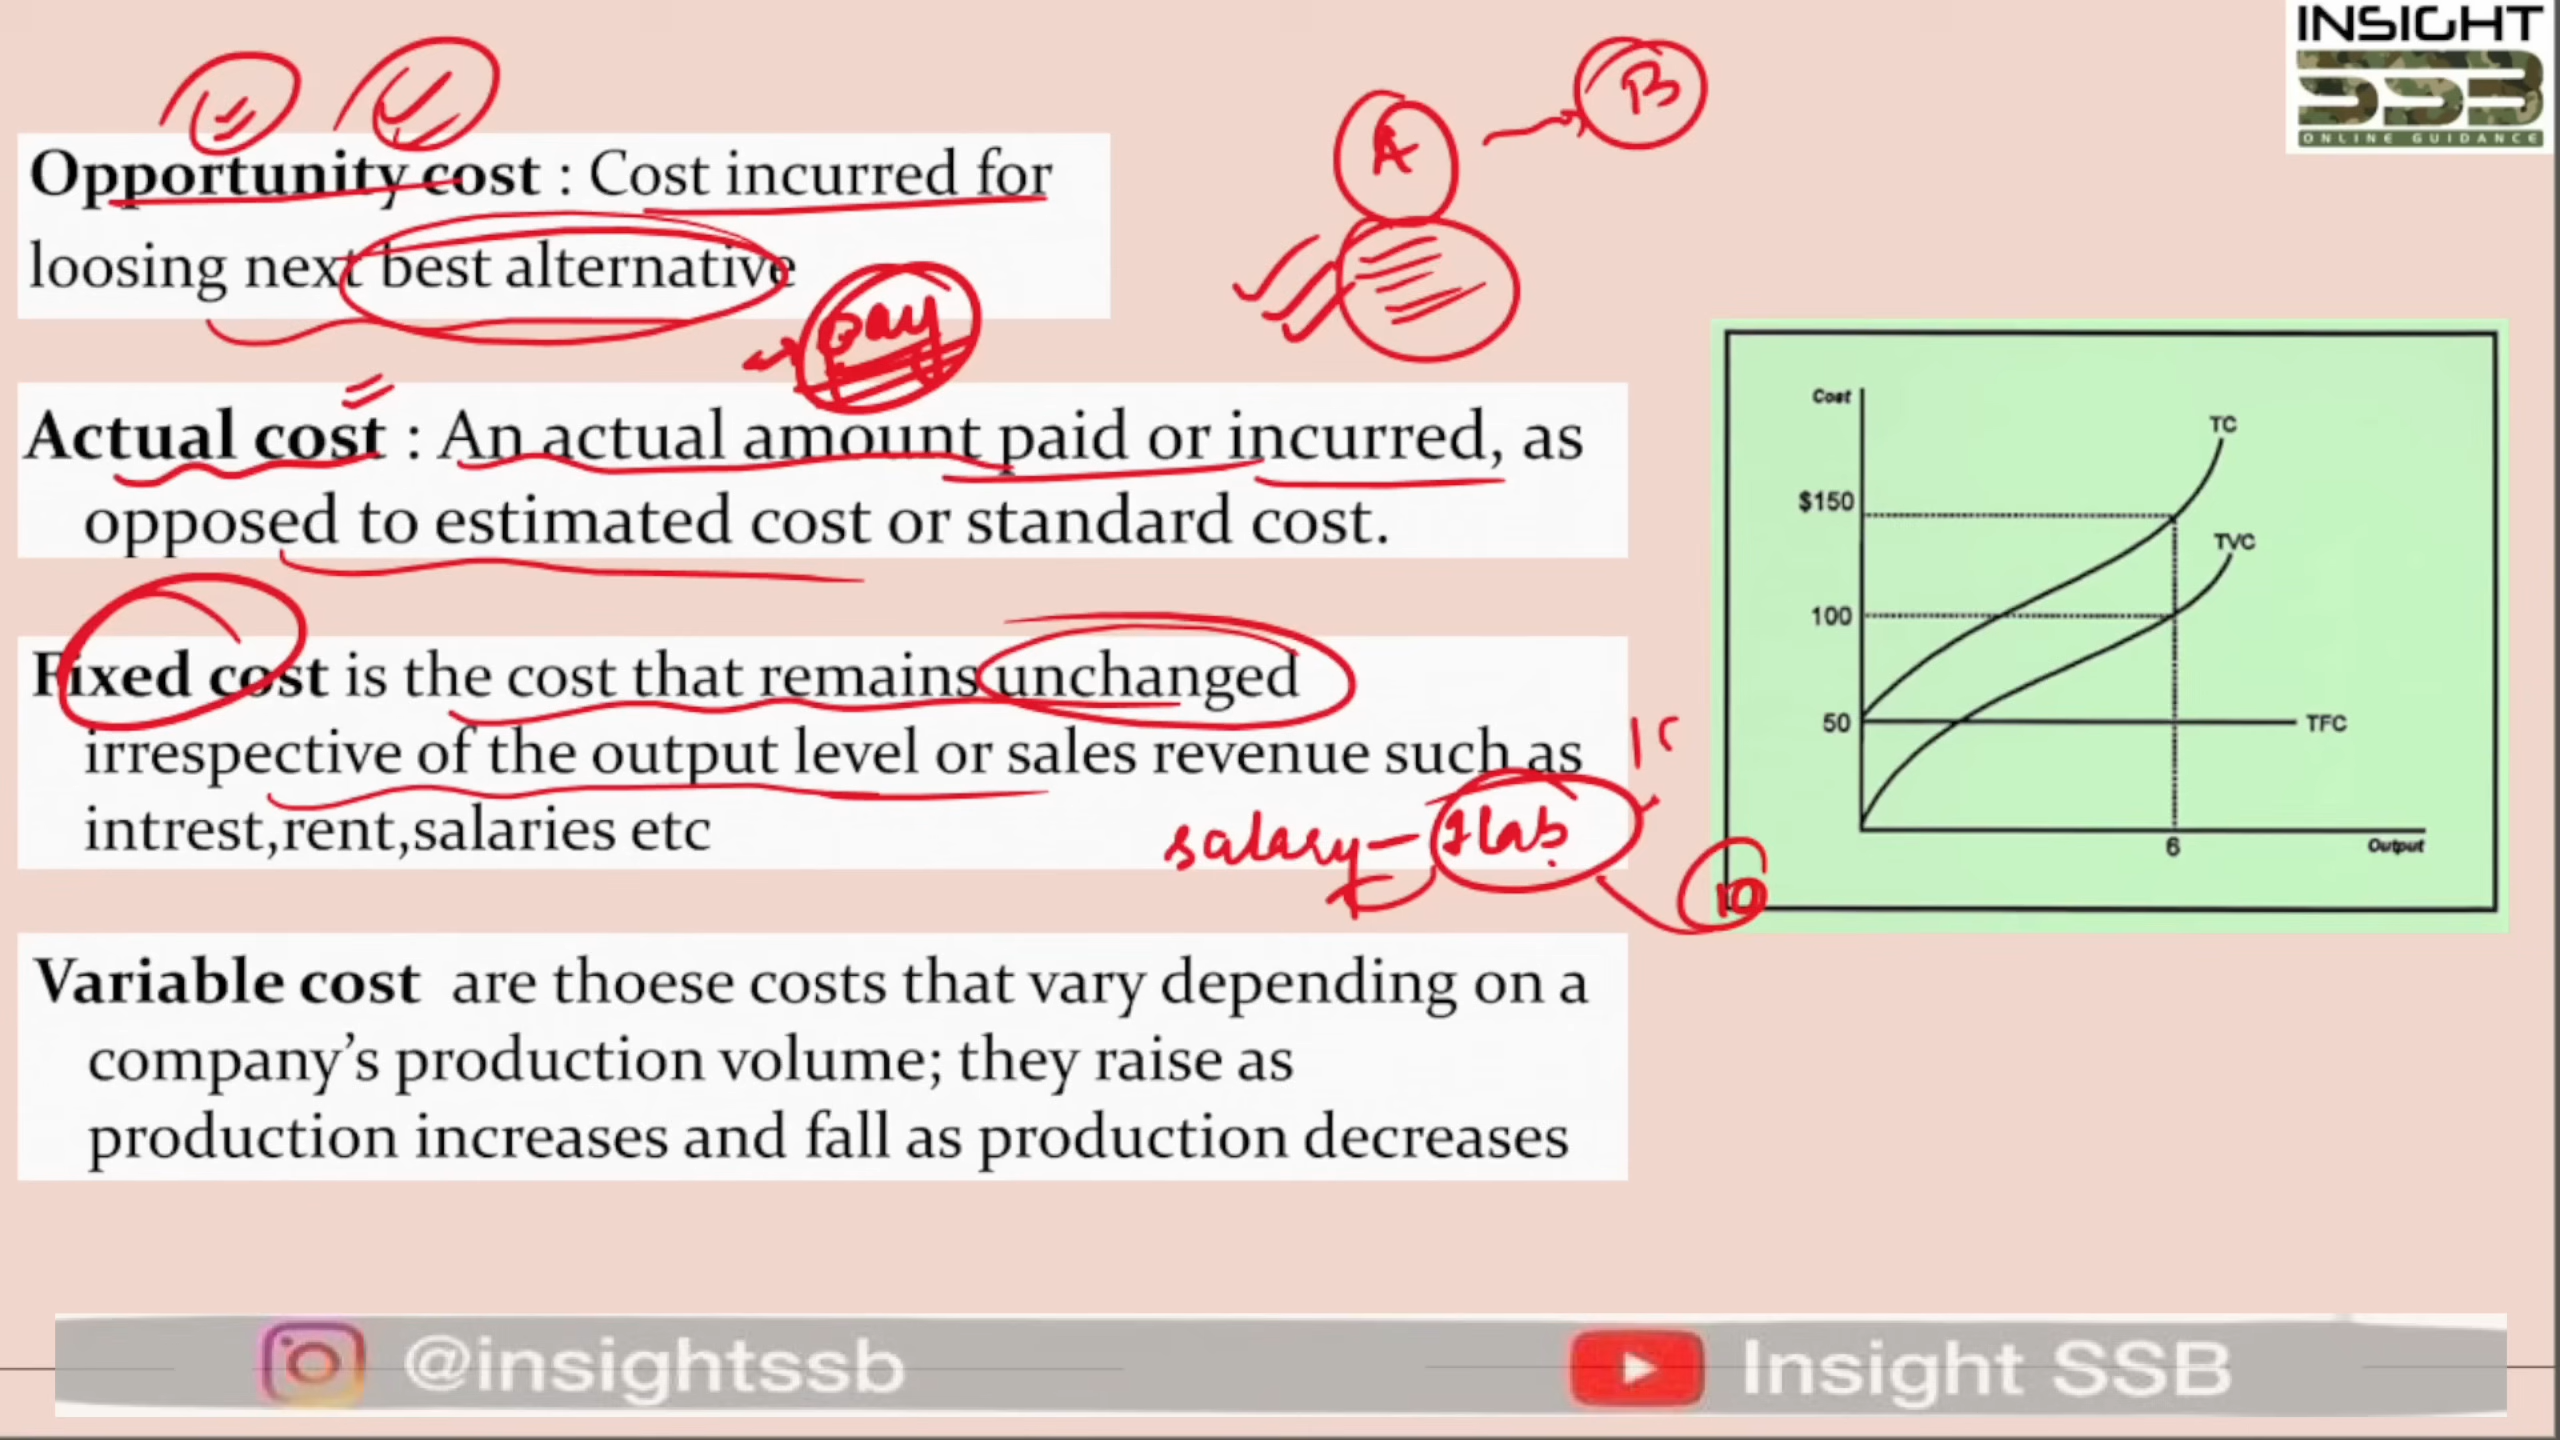 INSIGHT
SSB
ONLINE GUIDANCE
A
B
Opportunity cost : Cost incurred for
loosing next best alternative
pay
Actual cost : An actual amount paid or incurred, as
opposed to estimated cost or standard cost.
Fixed cost is the cost that remains unchanged
irrespective of the output level or sales revenue such as
intrest,rent,salaries etc
salary –
10
Variable cost are thoese costs that vary depending on a
company's production volume; they raise as
production increases and fall as production decreases
Cost
TC
$150
TVC
100
50
TFC
6
Output
@insightssb
Insight SSB